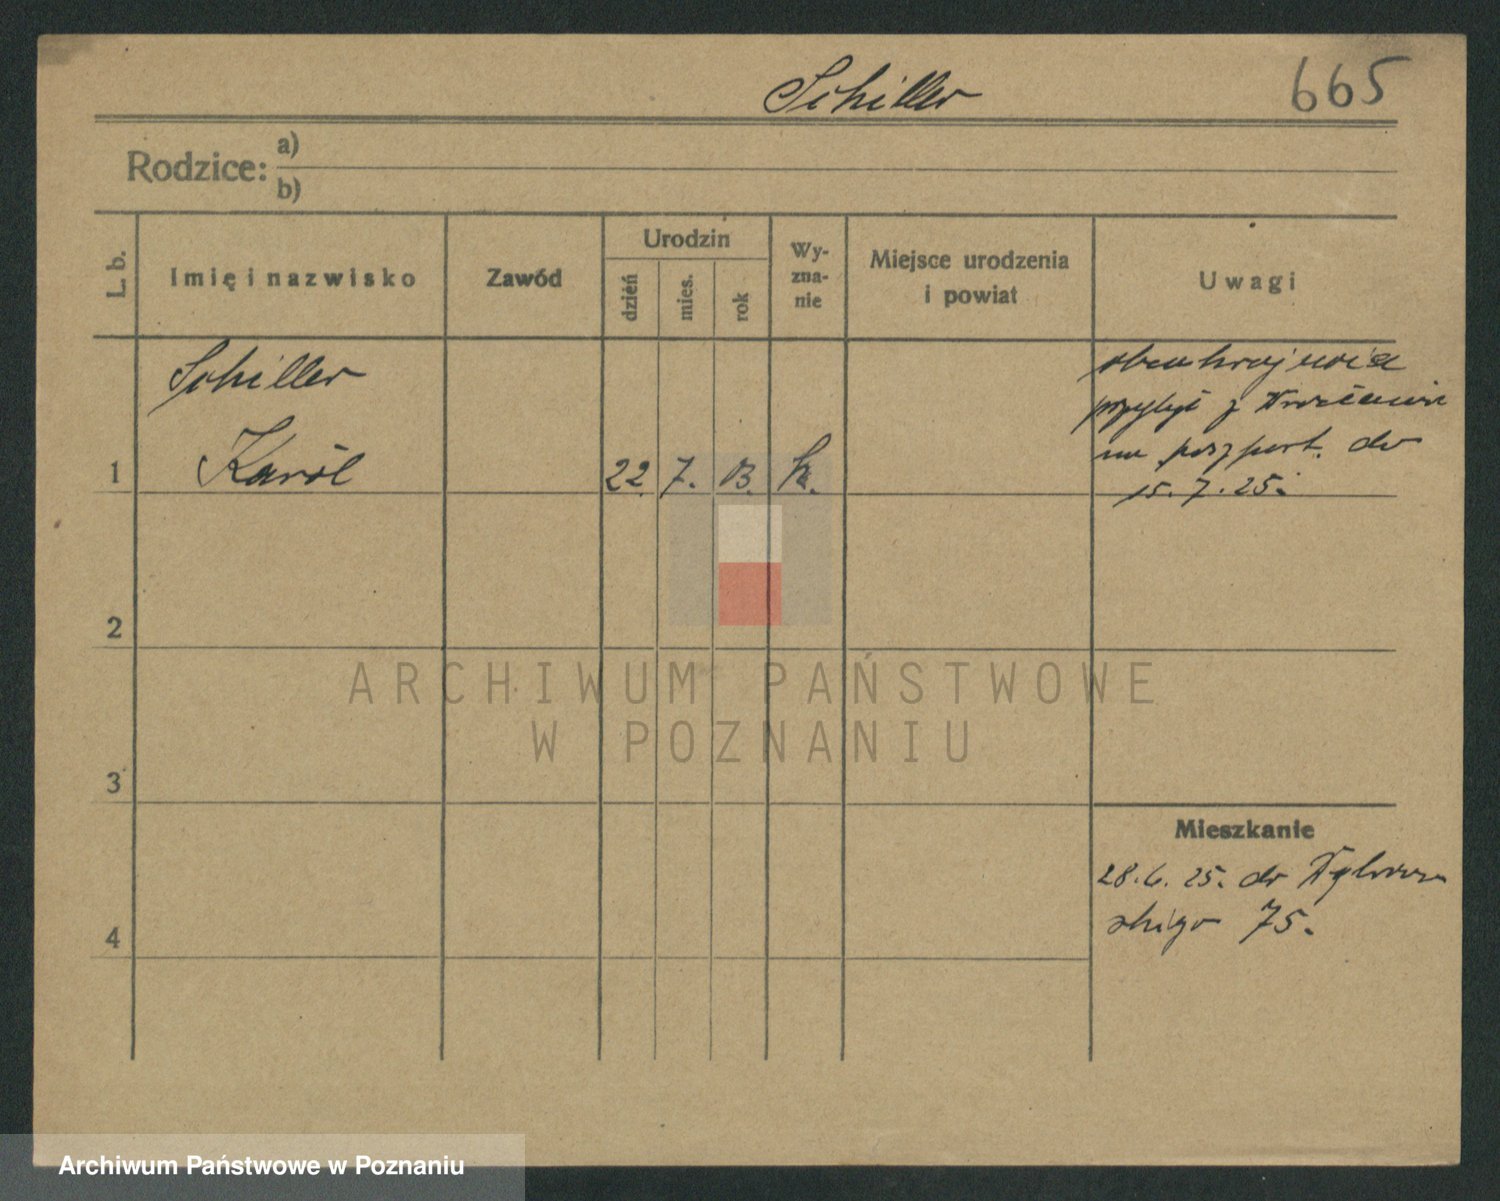 Schiller 665
Rodzice: a)
b)
L. b. Imię i nazwisko Zawód Urodzin dzień mies. rok Wy-zna-nie Miejsce urodzenia i powiat Uwagi
Schiller
1 Karól 22. 7. 13. k.
przybył z
na paszport. do
15. 7. 25.
2
3
4
Mieszkanie
28. 6. 25. do
skigo 75.
ARCHIWUM PAŃSTWOWE
W POZNANIU
Archiwum Państwowe w Poznaniu